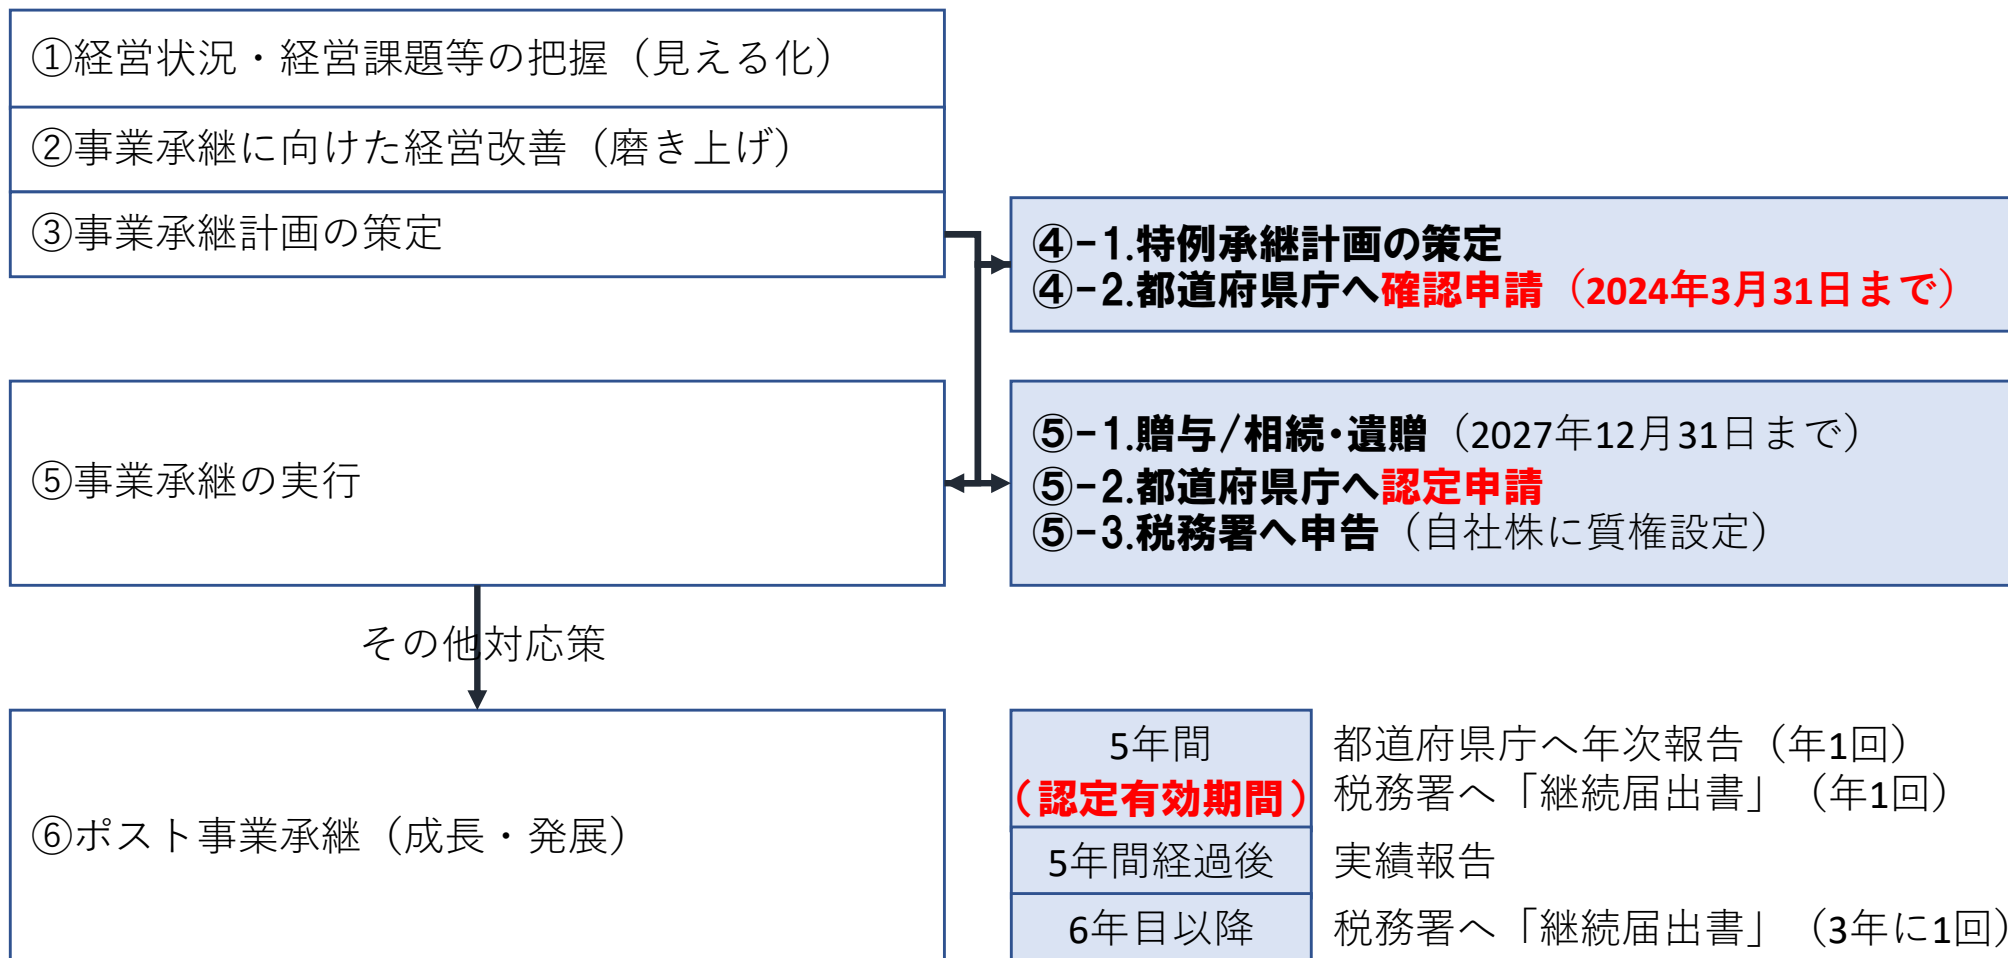 ①経営状況・経営課題等の把握（見える化）
②事業承継に向けた経営改善（磨き上げ）
③事業承継計画の策定
④-1.特例承継計画の策定
④-2.都道府県庁へ確認申請（2024年3月31日まで）
⑤事業承継の実行
⑤-1.贈与/相続・遺贈（2027年12月31日まで）
⑤-2.都道府県庁へ認定申請
⑤-3.税務署へ申告（自社株に質権設定）
その他対応策
⑥ポスト事業承継（成長・発展）
5年間
（認定有効期間）
都道府県庁へ年次報告（年1回）
税務署へ「継続届出書」（年1回）
5年間経過後
実績報告
6年目以降
税務署へ「継続届出書」（3年に1回）